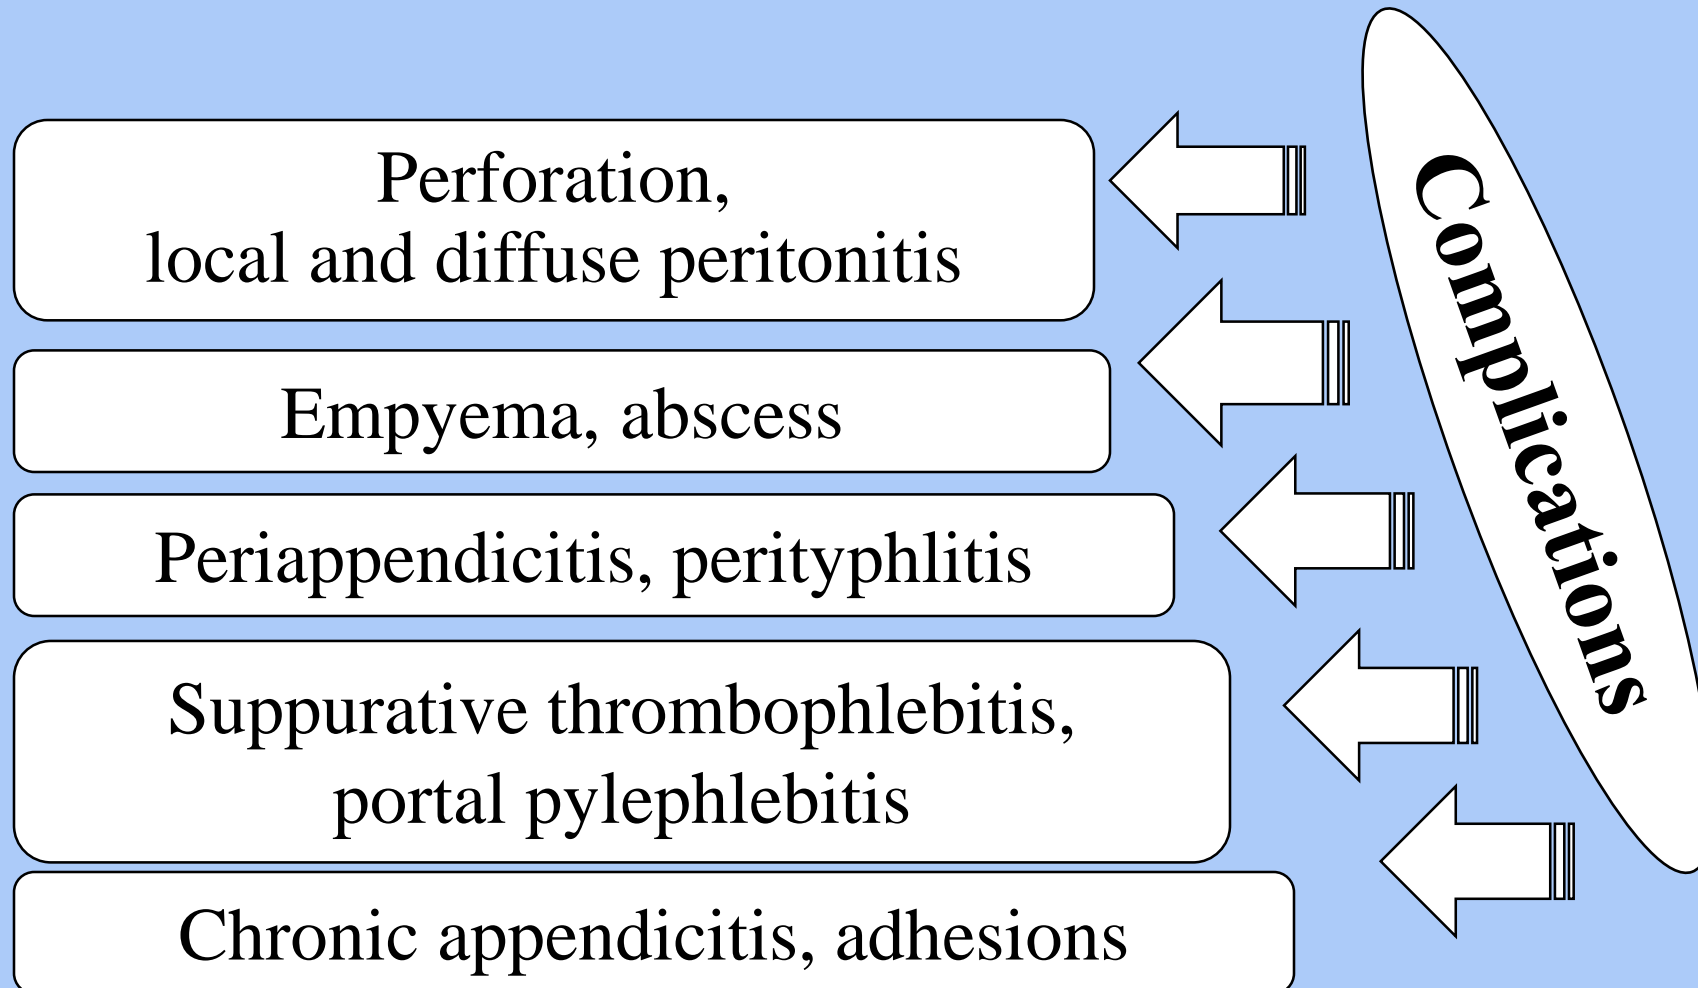 Complications
Perforation,
local and diffuse peritonitis
Empyema, abscess
Periappendicitis, perityphlitis
Suppurative thrombophlebitis,
portal pylephlebitis
Chronic appendicitis, adhesions